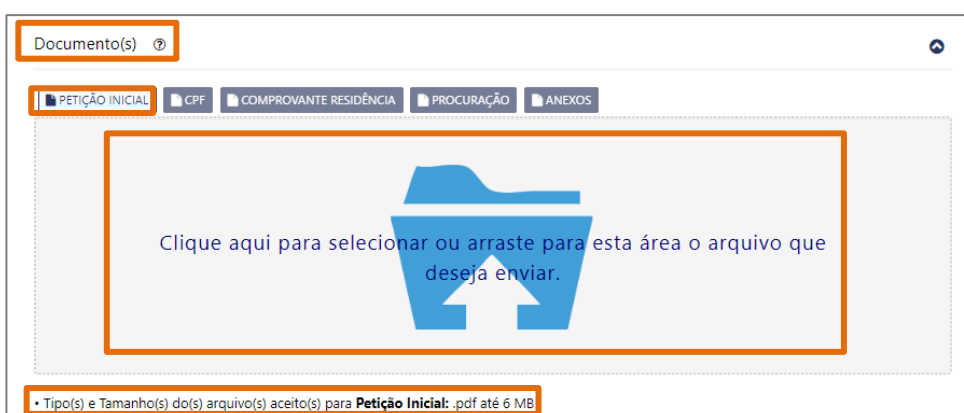 Documento(s) ?
PETIÇÃO INICIAL CPF COMPROVANTE RESIDÊNCIA PROCURAÇÃO ANEXOS
Clique aqui para selecionar ou arraste para esta área o arquivo que
deseja enviar.
• Tipo(s) e Tamanho(s) do(s) arquivo(s) aceito(s) para Petição Inicial: .pdf até 6 MB